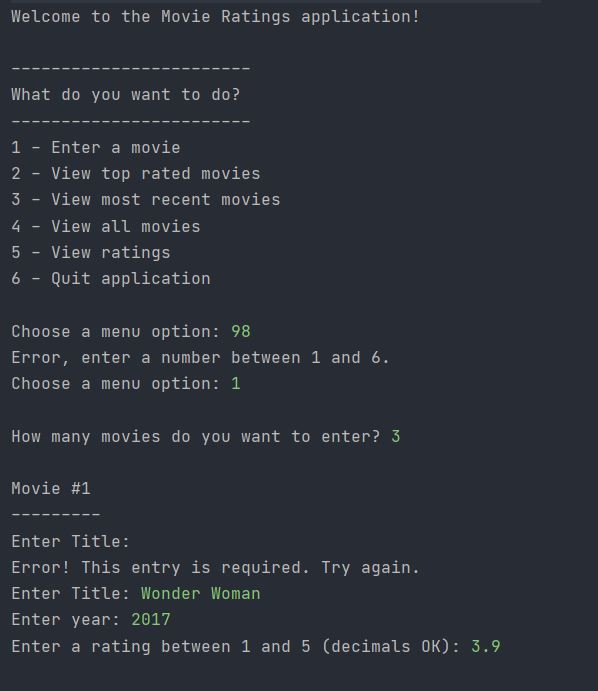 Welcome to the Movie Ratings application!
------------------------
What do you want to do?
------------------------
1 - Enter a movie
2 - View top rated movies
3 - View most recent movies
4 - View all movies
5 - View ratings
6 - Quit application
Choose a menu option: 98
Error, enter a number between 1 and 6.
Choose a menu option: 1
How many movies do you want to enter? 3
Movie #1
---------
Enter Title:
Error! This entry is required. Try again.
Enter Title: Wonder Woman
Enter year: 2017
Enter a rating between 1 and 5 (decimals OK): 3.9